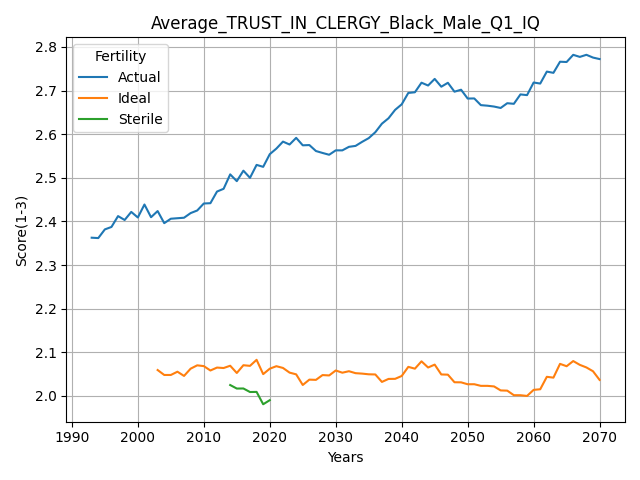 Average_TRUST_IN_CLERGY_Black_Male_Q1_IQ
Fertility
Actual
Ideal
Sterile
Score(1-3)
2.8
2.7
2.6
2.5
2.4
2.3
2.2
2.1
2.0
1990 2000 2010 2020 2030 2040 2050 2060 2070
Years